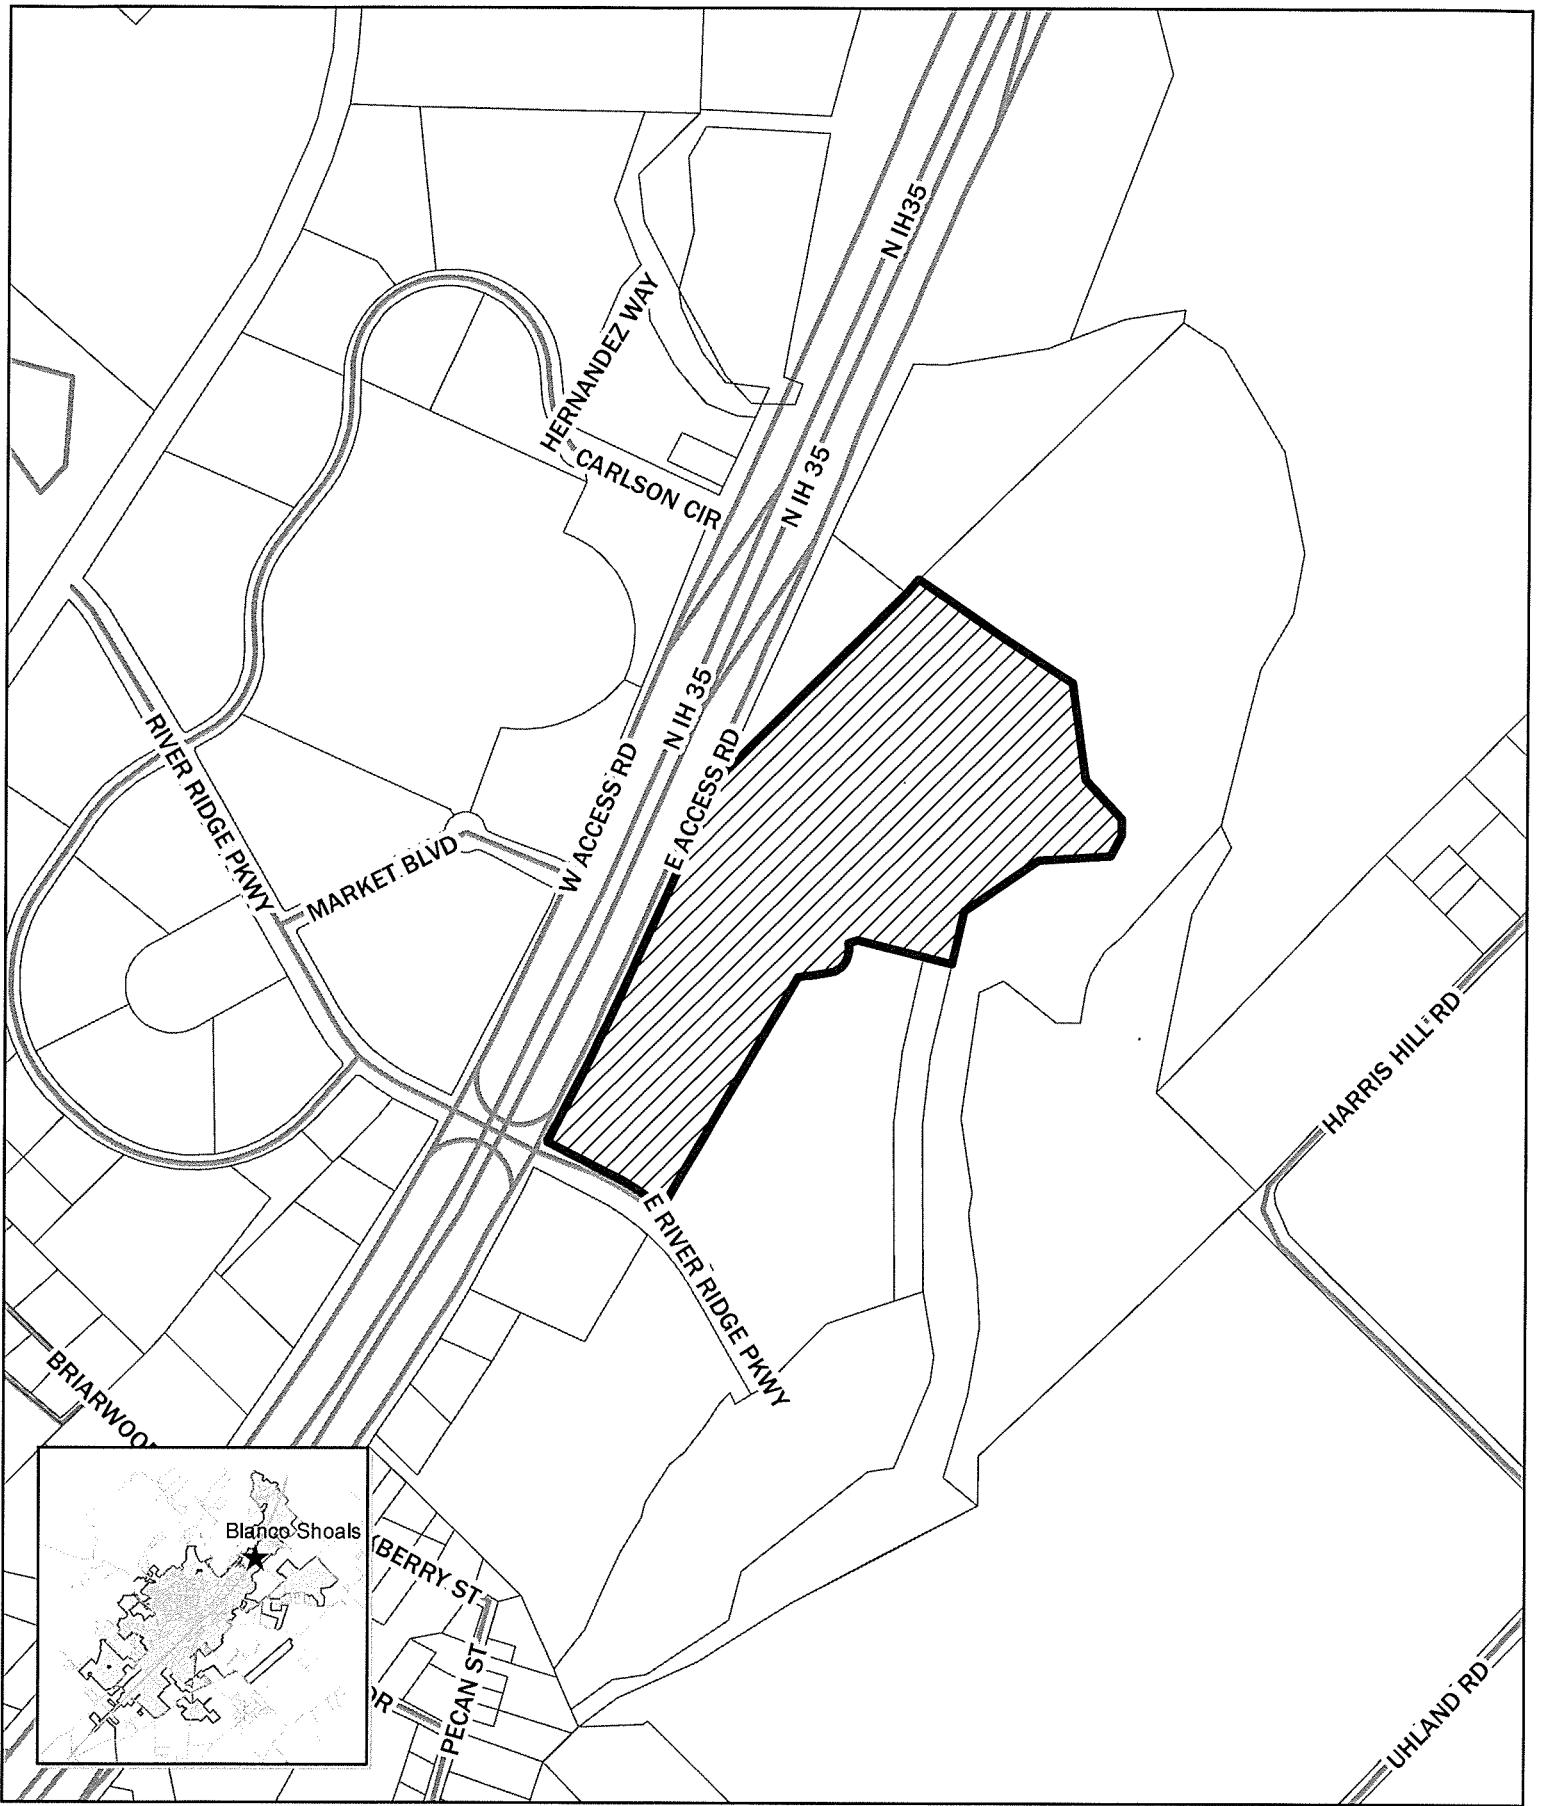 N IH35
HERNANDEZ WAY
CARLSON CIR
N IH 35
N IH 35
RIVER RIDGE PKWY
W ACCESS RD
E ACCESS RD
MARKET BLVD
HARRIS HILL RD
E RIVER RIDGE PKWY
BRIARWOO
Blanco Shoals
BERRY ST
PECAN ST
DR
UHLAND RD